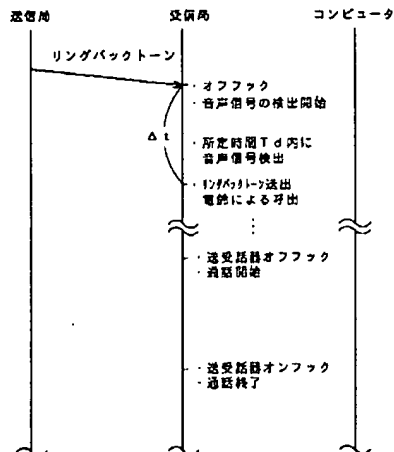 送信局 受信局 コンピュータ
リングバックトーン
・オフフック
・音声信号の検出開始
Δt
・所定時間Td内に
音声信号検出
・リングバックトーン送出
電鈴による呼出
・送受話器オフフック
・通話開始
・送受話器オンフック
・通話終了